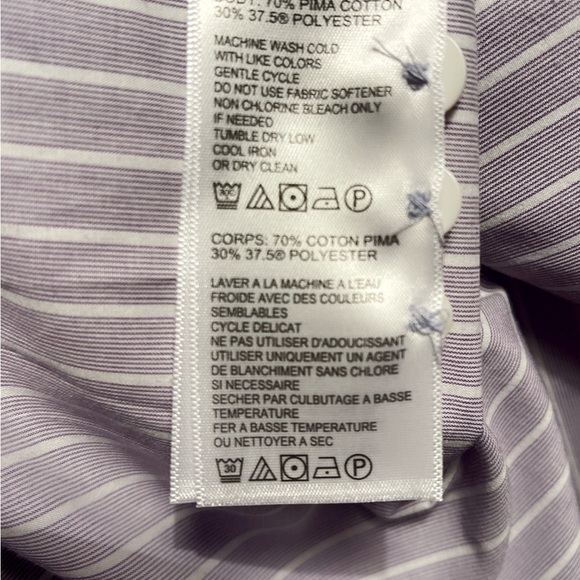 BODY: 70% PIMA COTTON
30% 37.5® POLYESTER
MACHINE WASH COLD
WITH LIKE COLORS
GENTLE CYCLE
DO NOT USE FABRIC SOFTENER
NON CHLORINE BLEACH ONLY
IF NEEDED
TUMBLE DRY LOW
COOL IRON
OR DRY CLEAN
30C P
CORPS: 70% COTON PIMA
30% 37.5® POLYESTER
LAVER A LA MACHINE A L'EAU
FROIDE AVEC DES COULEURS
SEMBLABLES
CYCLE DELICAT
NE PAS UTILISER D'ADOUCISSANT
UTILISER UNIQUEMENT UN AGENT
DE BLANCHIMENT SANS CHLORE
SI NECESSAIRE
SECHER PAR CULBUTAGE A BASSE
TEMPERATURE
FER A BASSE TEMPERATURE
OU NETTOYER A SEC
30 P